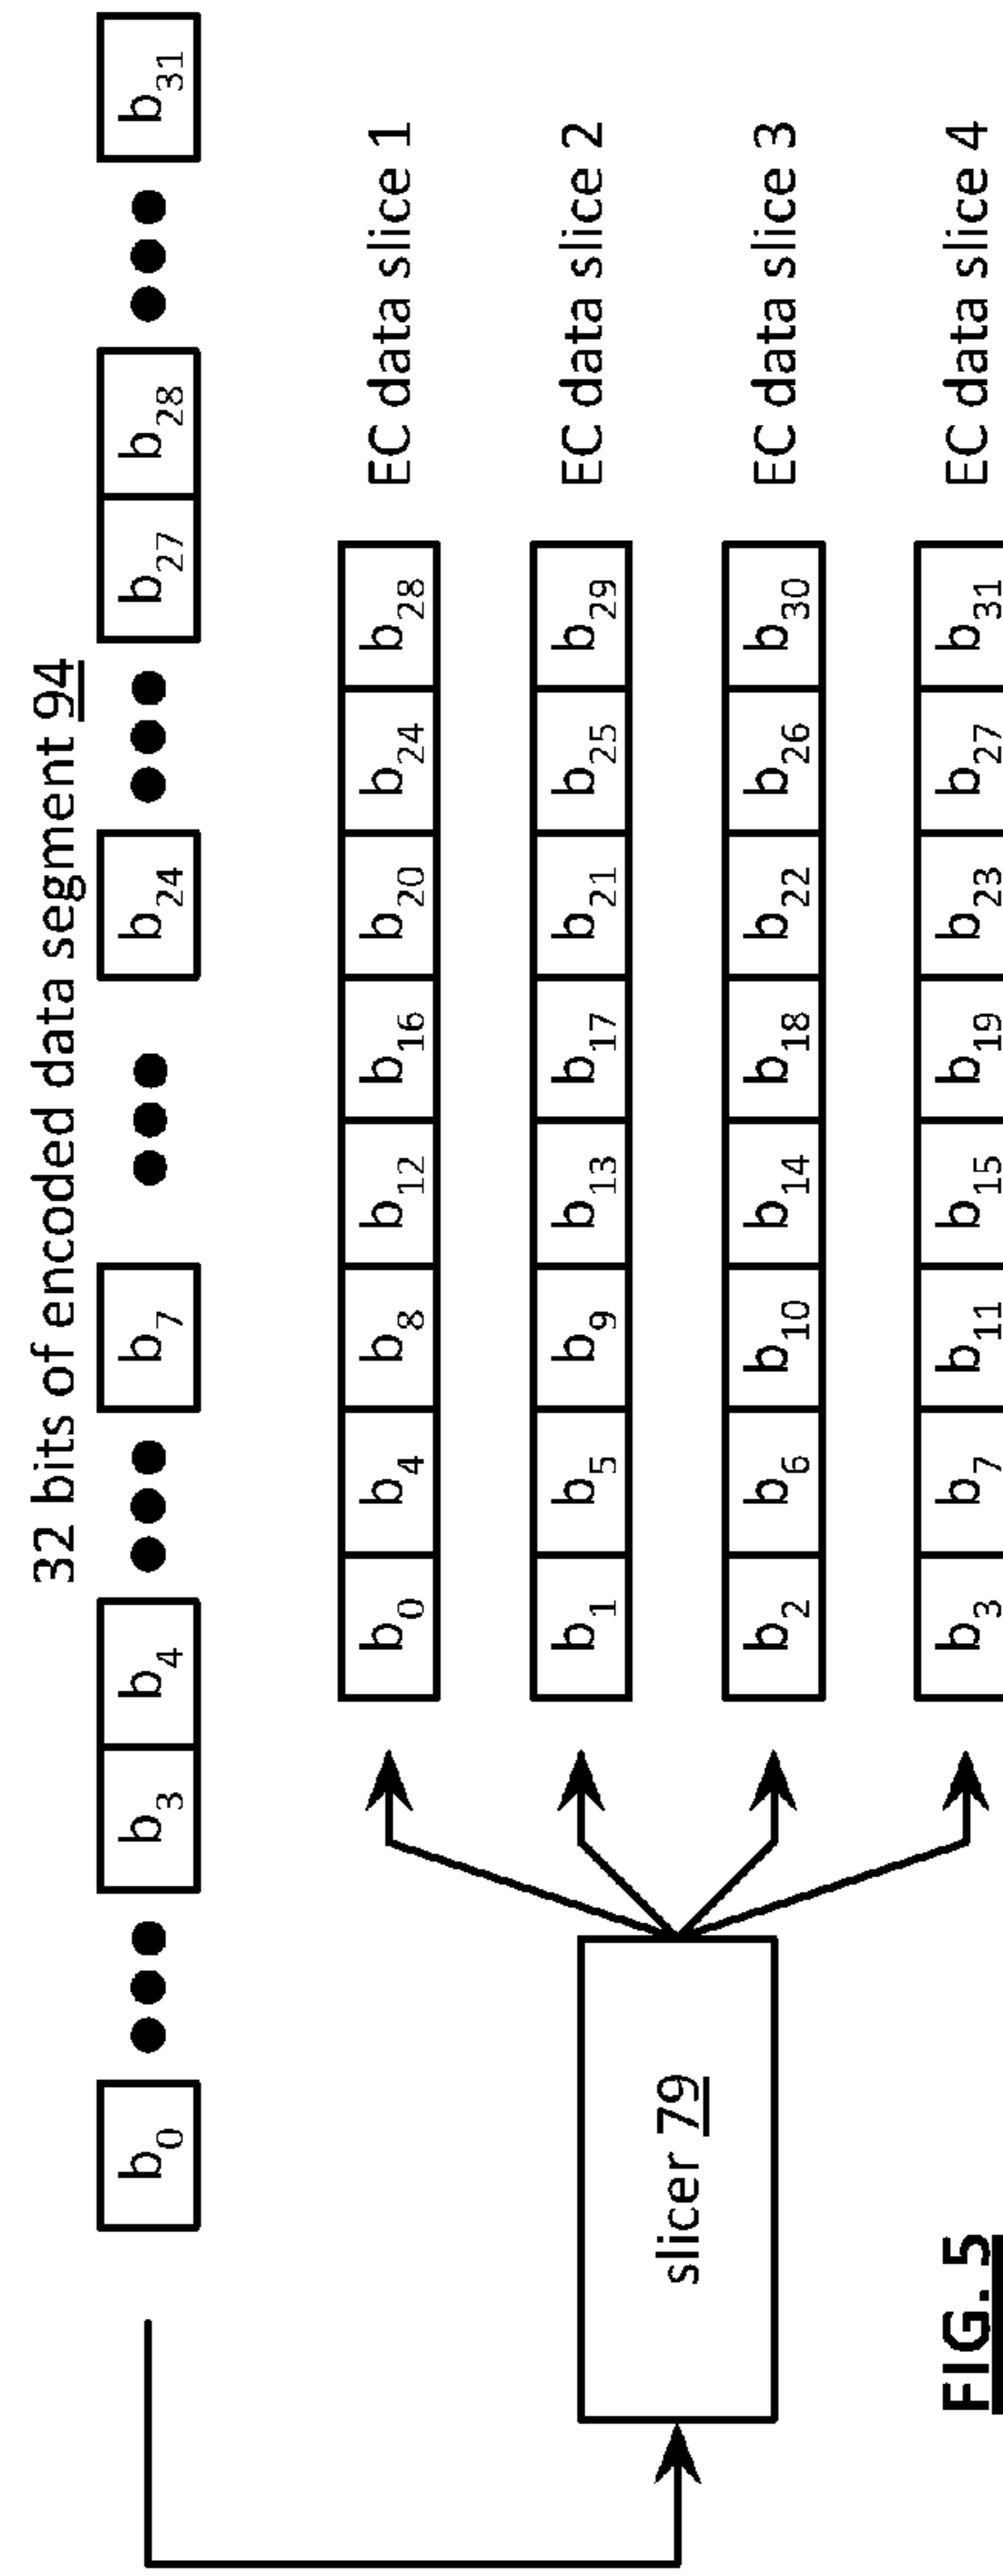 32 bits of encoded data segment 94
b0 ●●● b3 b4 ●●● b7 ●●● b24 ●●● b27 b28 ●●● b31
b0 b4 b8 b12 b16 b20 b24 b28 EC data slice 1
b1 b5 b9 b13 b17 b21 b25 b29 EC data slice 2
slicer 79
b2 b6 b10 b14 b18 b22 b26 b30 EC data slice 3
b3 b7 b11 b15 b19 b23 b27 b31 EC data slice 4
FIG. 5